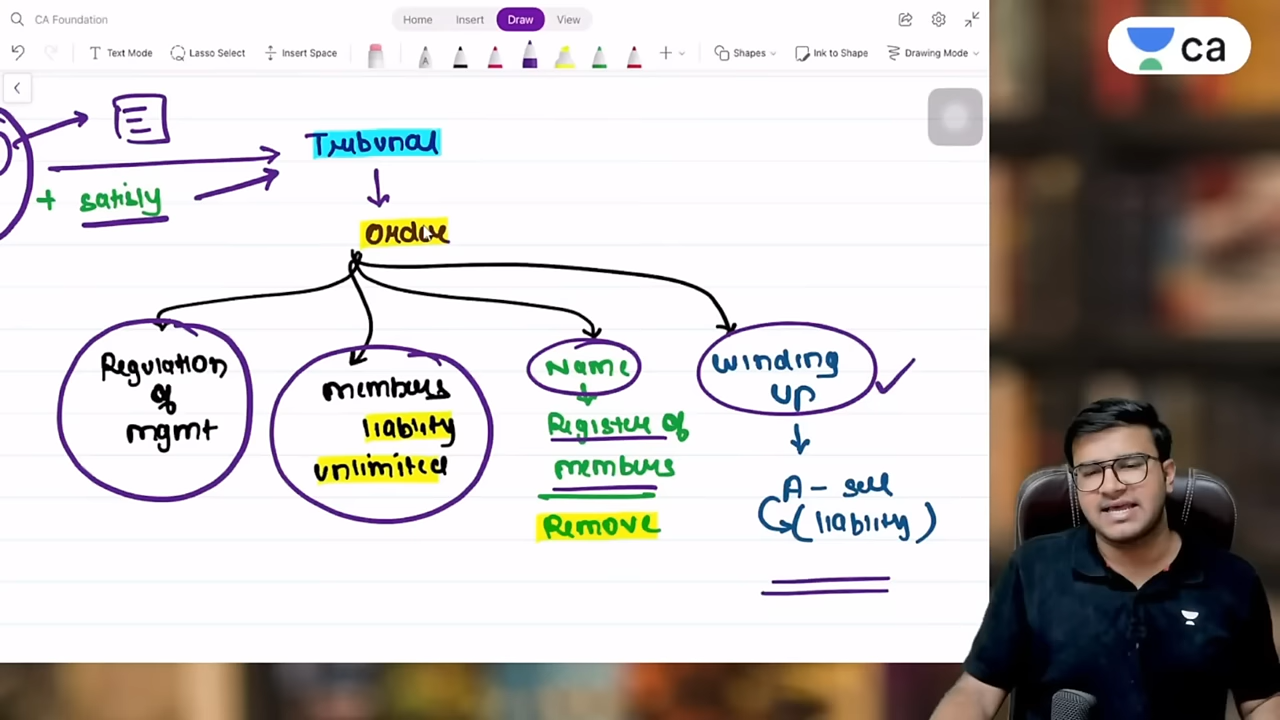 CA Foundation
Home Insert Draw View
Text Mode Lasso Select Insert Space Shapes Ink to Shape Drawing Mode
ca
Tribunal
+ satisfy
Order
Regulation
of
mgmt
members
liability
unlimited
Name
Register of
members
Remove
Winding
up
A - sell
(liability)